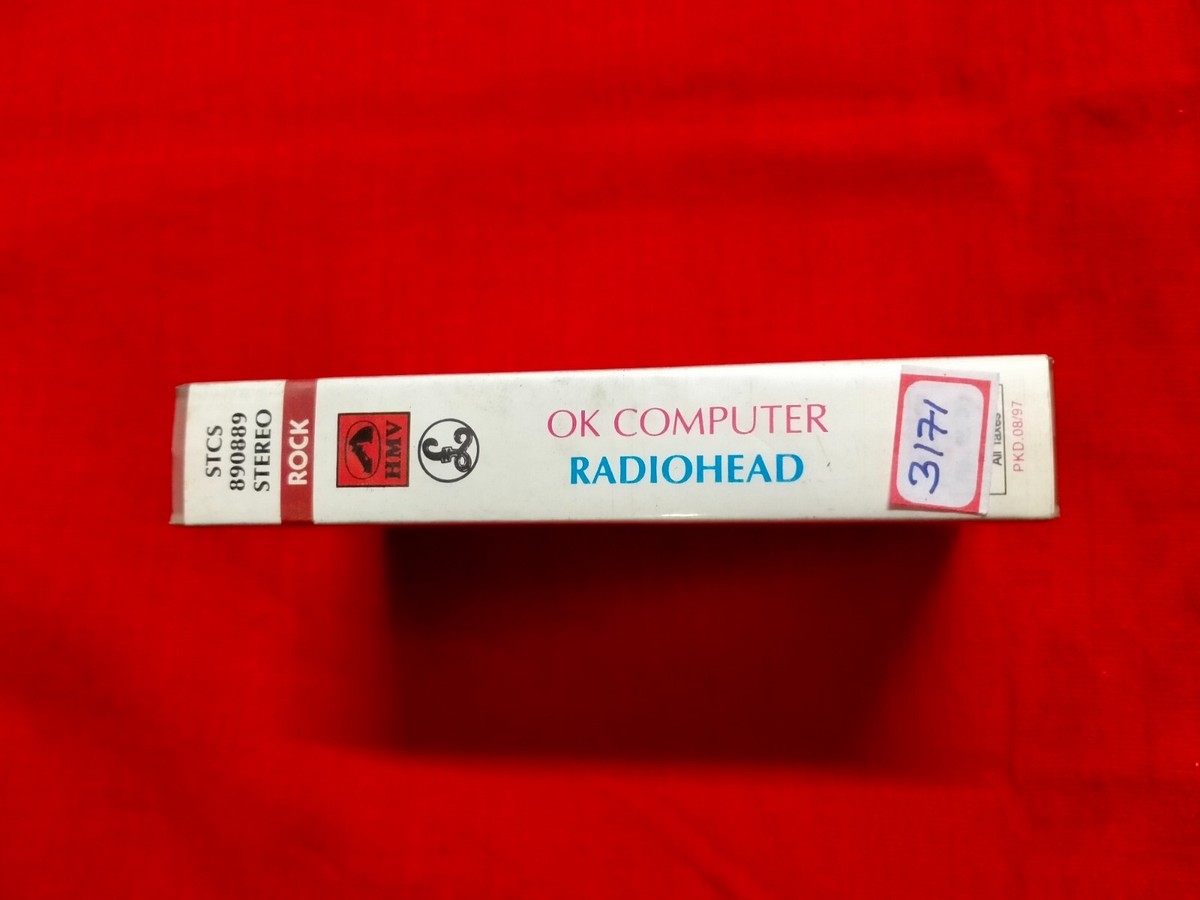 STCS
890889
STEREO
ROCK
HMV
OK COMPUTER
RADIOHEAD
3171
All Taxes
PKD.08/97